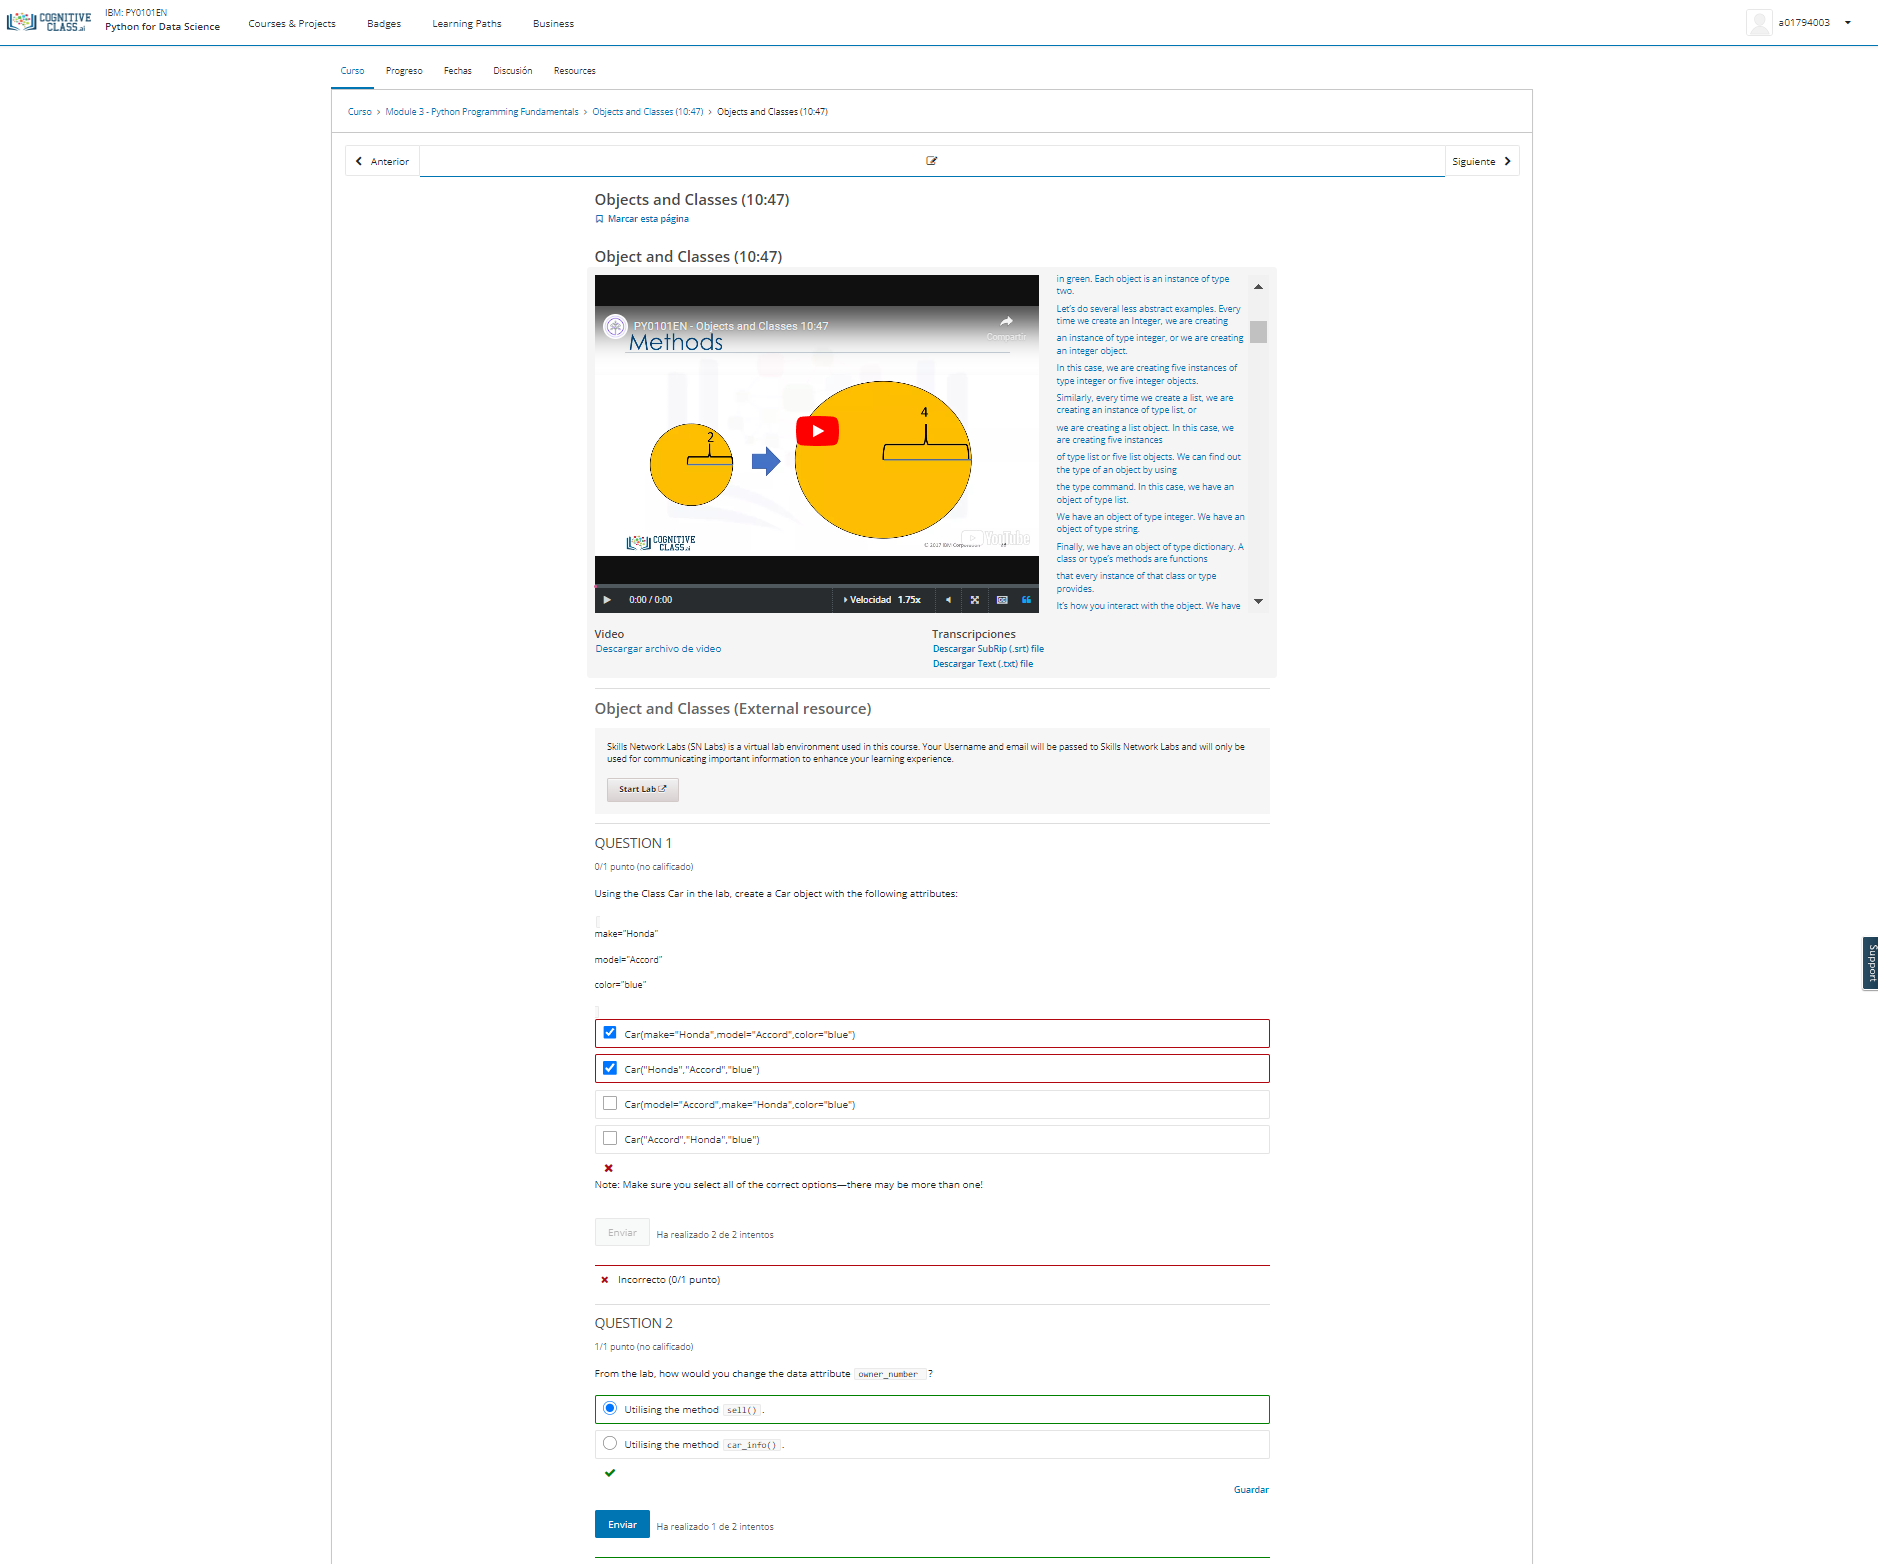 COGNITIVE
CLASS.ai
IBM: PY0101EN
Python for Data Science
Courses & Projects
Badges
Learning Paths
Business
a01794003
Curso
Progreso
Fechas
Discusión
Resources
Curso > Module 3 - Python Programming Fundamentals > Objects and Classes (10:47) > Objects and Classes (10:47)
Anterior
Siguiente
Objects and Classes (10:47)
Marcar esta página
Object and Classes (10:47)
PY0101EN - Objects and Classes 10:47
Compartir
Methods
2
4
COGNITIVE
CLASS.ai
YouTube
in green. Each object is an instance of type
two.
Let's do several less abstract examples. Every
time we create an Integer, we are creating
an instance of type integer, or we are creating
an integer object.
In this case, we are creating five instances of
type integer or five integer objects.
Similarly, every time we create a list, we are
creating an instance of type list, or
we are creating a list object. In this case, we
are creating five instances
of type list or five list objects. We can find out
the type of an object by using
the type command. In this case, we have an
object of type list.
We have an object of type integer. We have an
object of type string.
Finally, we have an object of type dictionary. A
class or type's methods are functions
that every instance of that class or type
provides.
It's how you interact with the object. We have
0:00 / 0:00
Velocidad 1.75x
Video
Descargar archivo de video
Transcripciones
Descargar SubRip (.srt) file
Descargar Text (.txt) file
Object and Classes (External resource)
Skills Network Labs (SN Labs) is a virtual lab environment used in this course. Your Username and email will be passed to Skills Network Labs and will only be
used for communicating important information to enhance your learning experience.
Start Lab
QUESTION 1
0/1 punto (no calificado)
Using the Class Car in the lab, create a Car object with the following attributes:
make="Honda"
model="Accord"
color="blue"
Car(make="Honda",model="Accord",color="blue")
Car("Honda","Accord","blue")
Car(model="Accord",make="Honda",color="blue")
Car("Accord","Honda","blue")
Note: Make sure you select all of the correct options—there may be more than one!
Enviar
Ha realizado 2 de 2 intentos
Incorrecto (0/1 punto)
QUESTION 2
1/1 punto (no calificado)
From the lab, how would you change the data attribute owner_number ?
Utilising the method sell() .
Utilising the method car_info() .
Guardar
Enviar
Ha realizado 1 de 2 intentos
Support